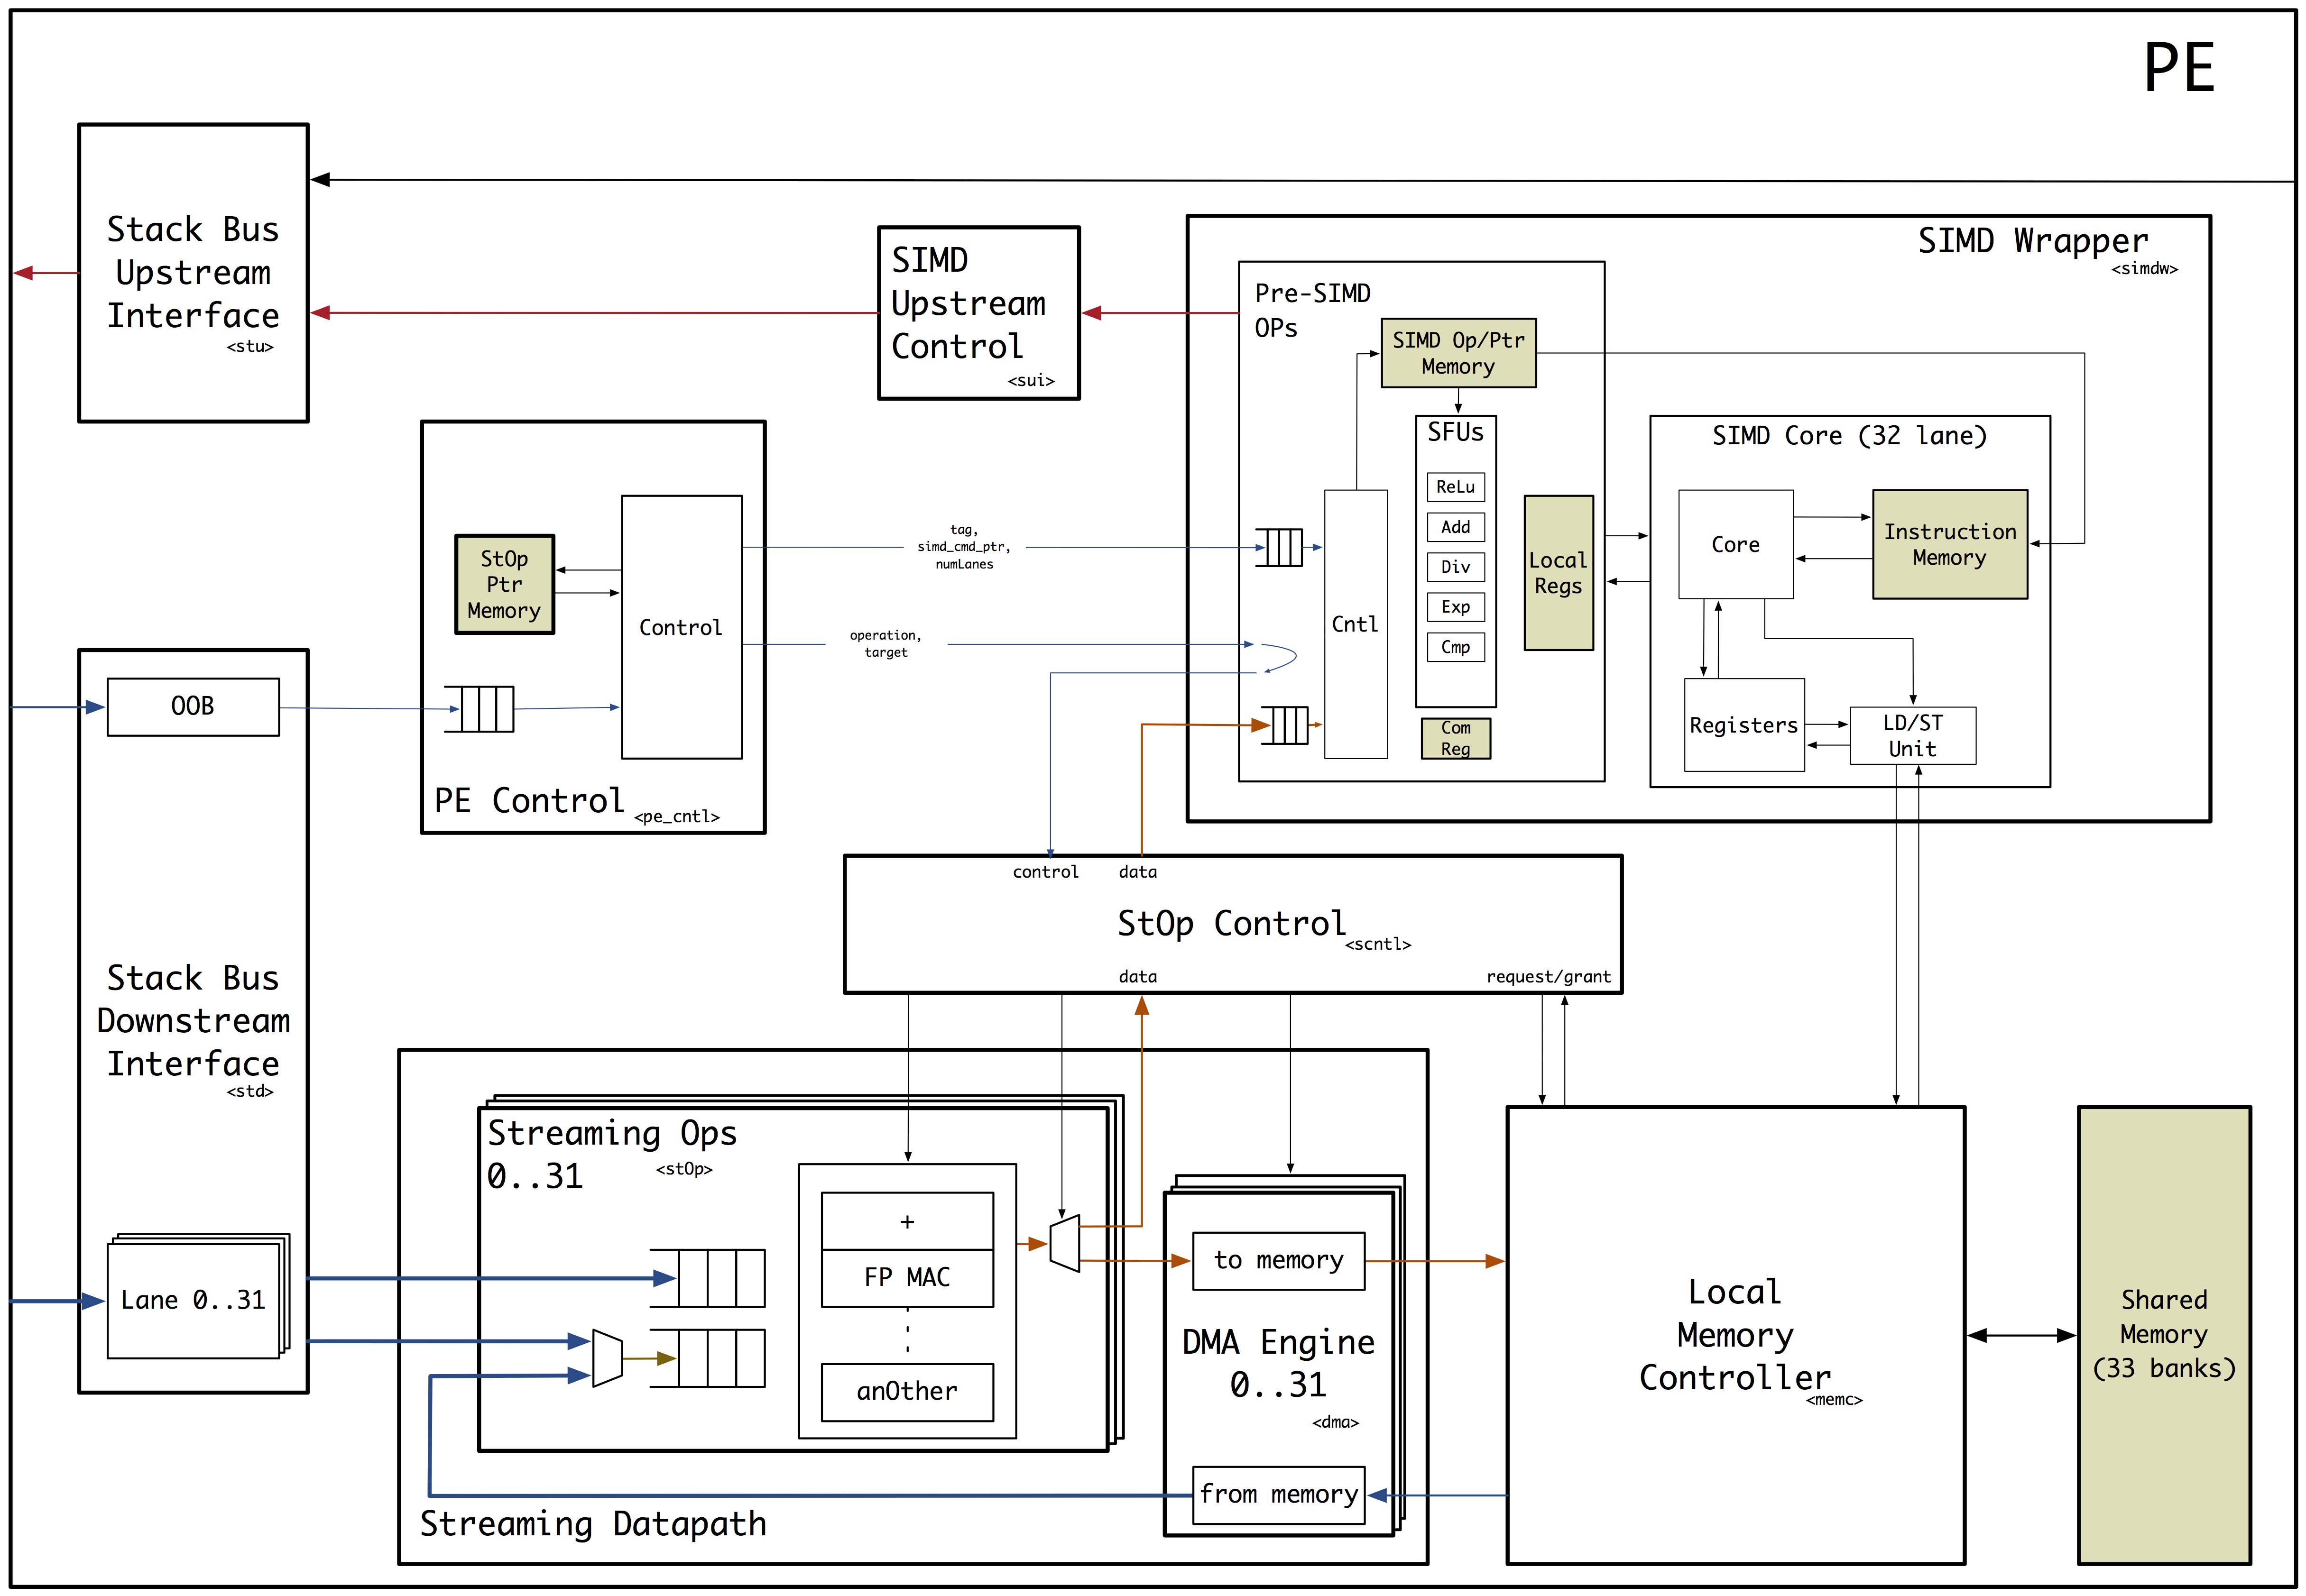 PE
Stack Bus
Upstream
Interface
<stu>
SIMD
Upstream
Control
<sui>
SIMD Wrapper
<simdw>
Pre-SIMD
OPs
SIMD Op/Ptr
Memory
SFUs
ReLu
Add
Div
Exp
Cmp
Com
Reg
Cntl
Local
Regs
SIMD Core (32 lane)
Core
Instruction
Memory
Registers
LD/ST
Unit
StOp
Ptr
Memory
Control
PE Control
<pe_cntl>
tag,
simd_cmd_ptr,
numLanes
operation,
target
OOB
Stack Bus
Downstream
Interface
<std>
Lane 0..31
control
data
StOp Control
<scntl>
data
request/grant
Streaming Ops
0..31
<stOp>
+
FP MAC
anOther
Streaming Datapath
to memory
DMA Engine
0..31
<dma>
from memory
Local
Memory
Controller
<memc>
Shared
Memory
(33 banks)